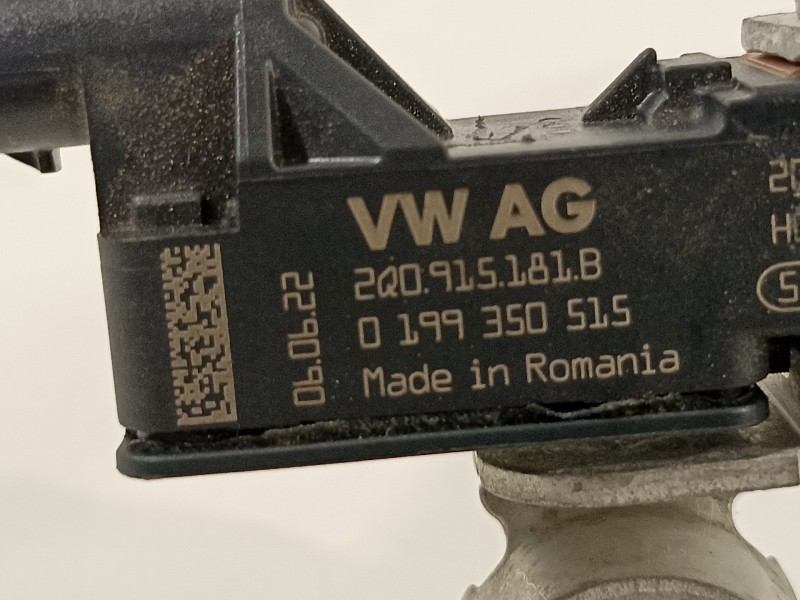 VW AG
2Q0.915.181.B
0 199 350 515
Made in Romania
06.06.22